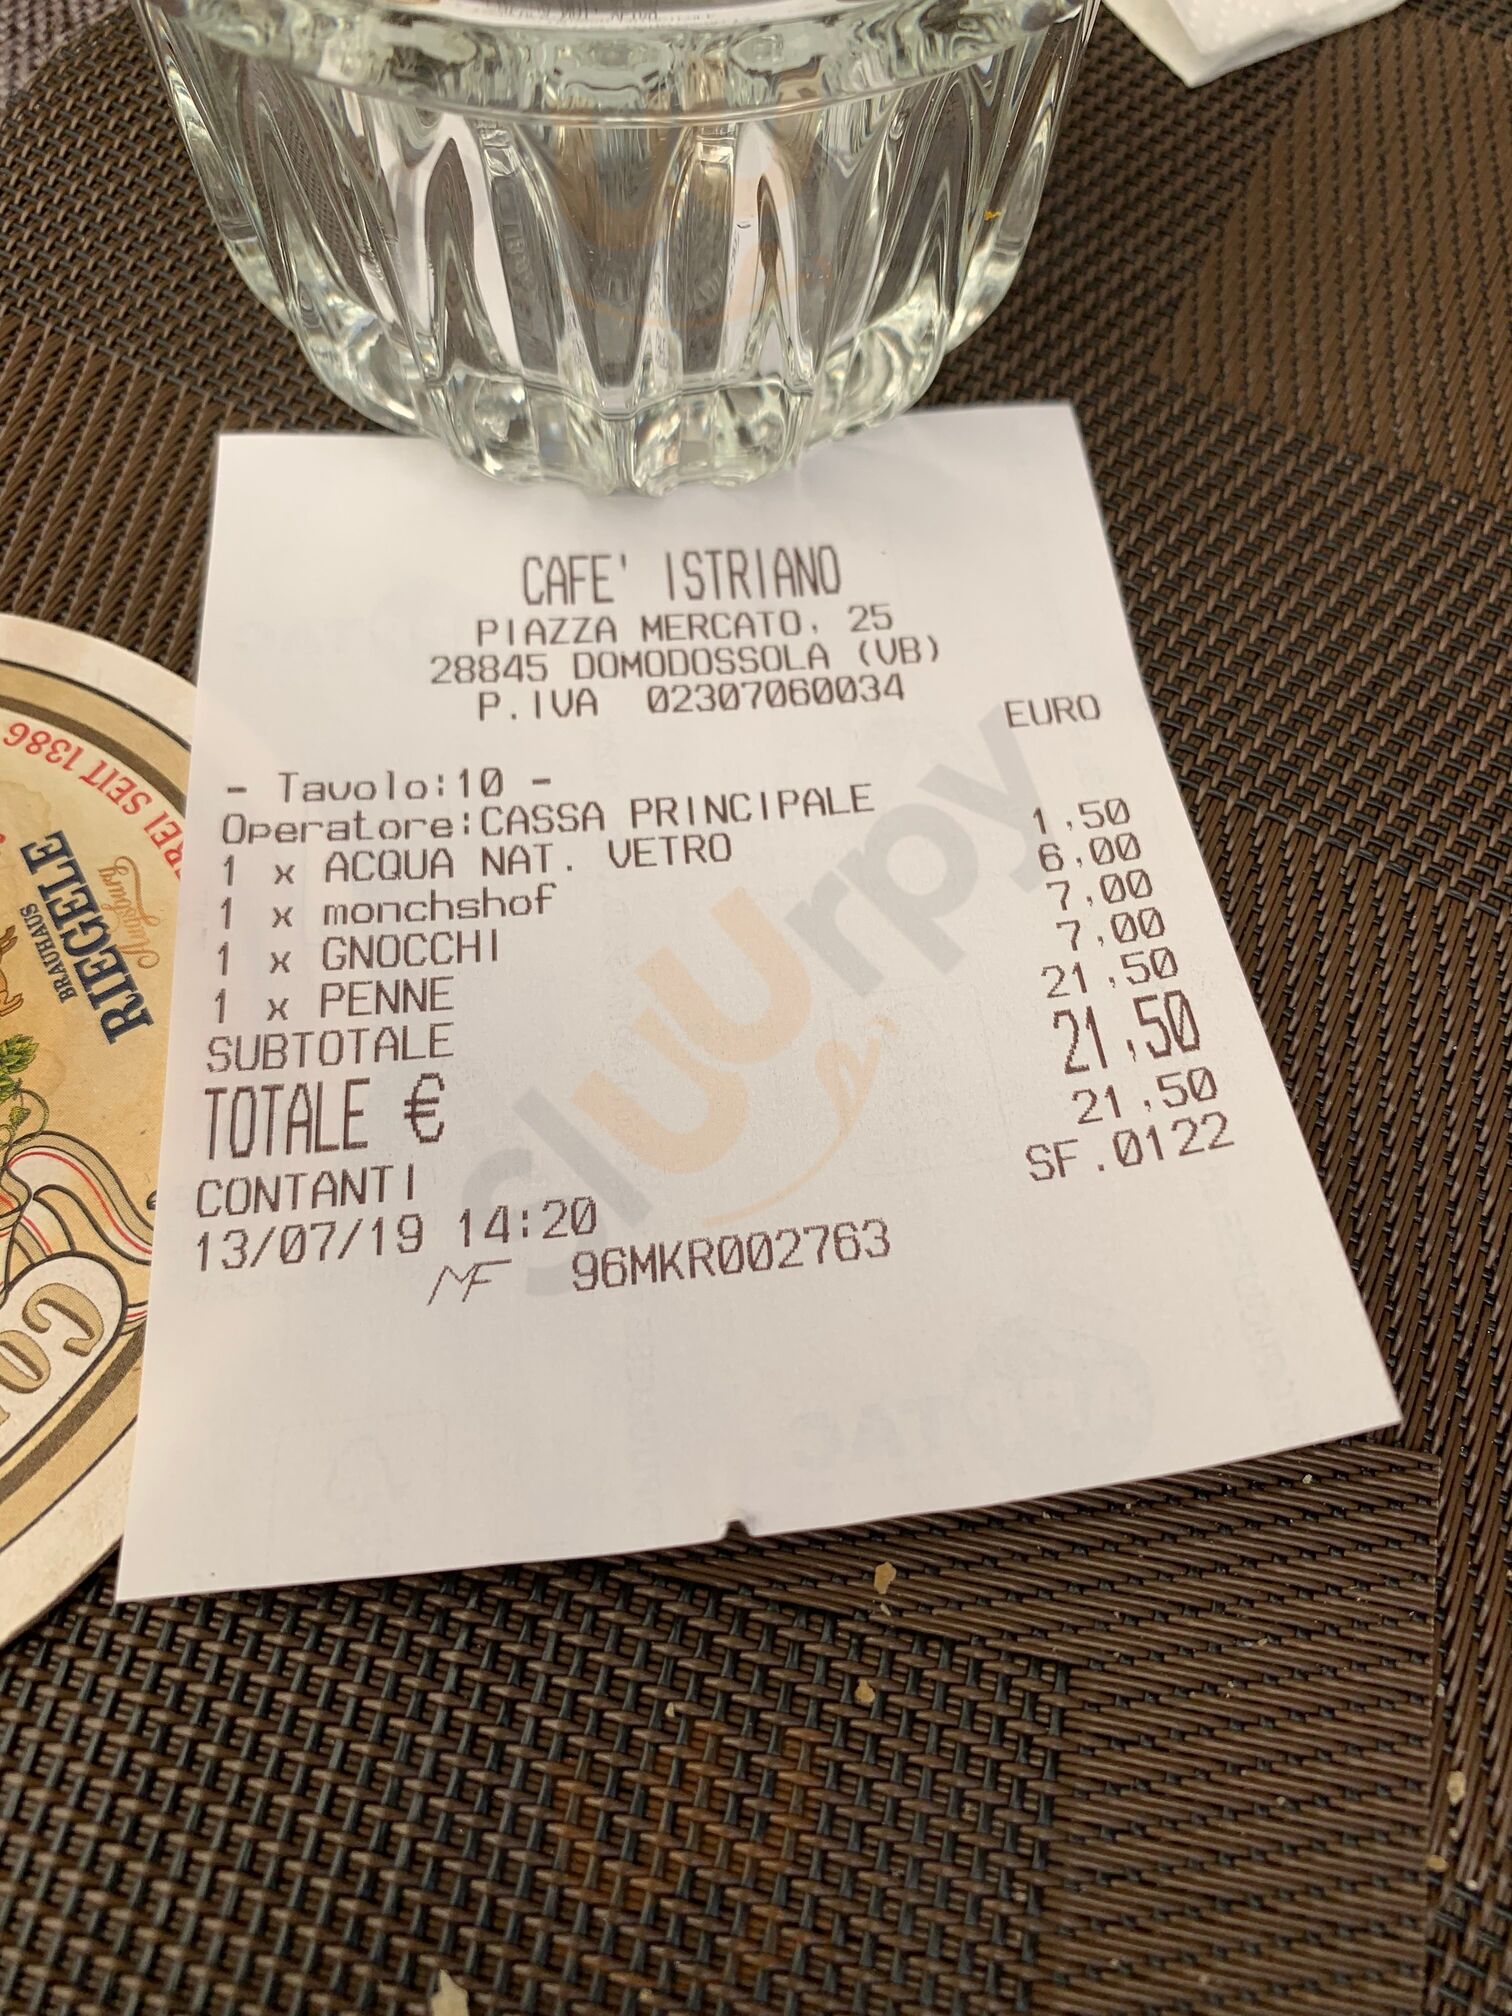 CAFE' ISTRIANO
PIAZZA MERCATO, 25
28845 DOMODOSSOLA (VB)
P.IVA 02307060034
EURO
- Tavolo:10 -
Operatore:CASSA PRINCIPALE
1 x ACQUA NAT. VETRO 1,50
1 x monchshof 6,00
1 x GNOCCHI 7,00
1 x PENNE 7,00
SUBTOTALE 21,50
TOTALE € 21,50
CONTANTI 21,50
13/07/19 14:20 SF.0122
MF 96MKR002763
sluurpy
SEIT 1386
BRAUHAUS
RIEGELE
Augsburg